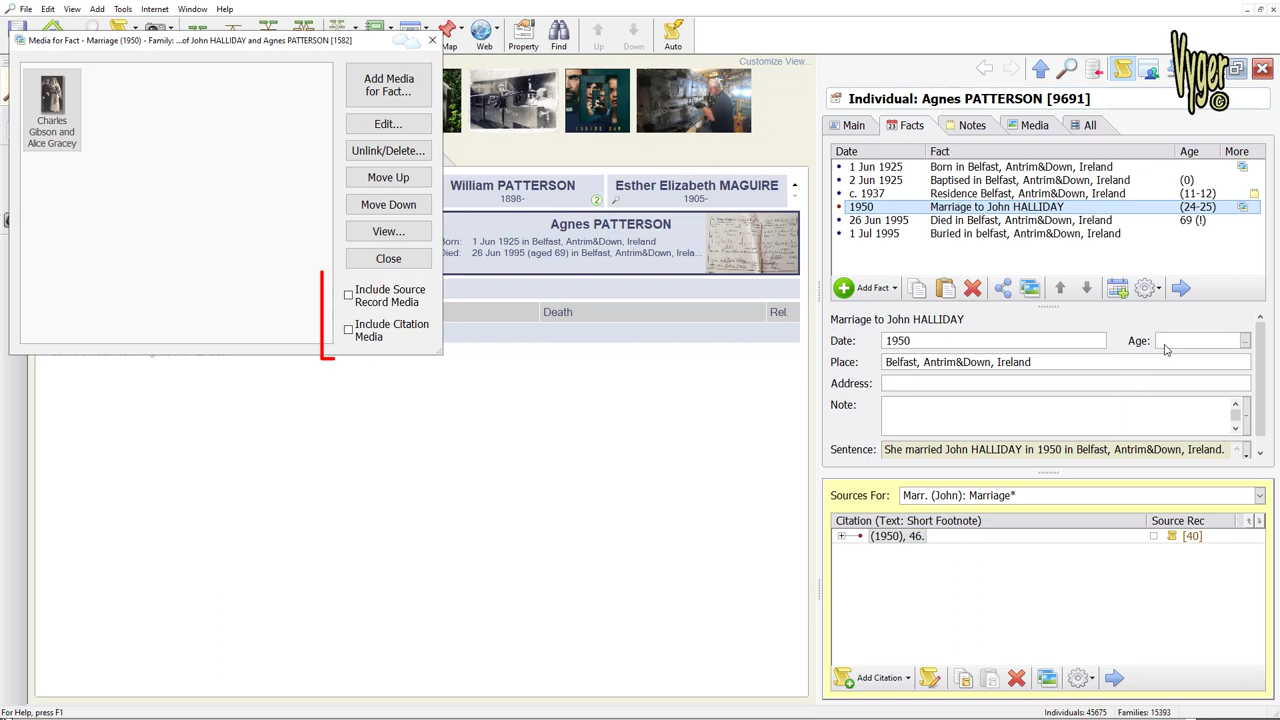 File Edit View Add Tools Internet Window Help
Map
Web
Property
Find
Up
Down
Auto
Media for Fact - Marriage (1950) - Family: ...of John HALLIDAY and Agnes PATTERSON [1582]
Charles
Gibson and
Alice Gracey
Add Media
for Fact...
Edit...
Unlink/Delete...
Move Up
Move Down
View...
Close
Include Source
Record Media
Include Citation
Media
Customize View...
William PATTERSON
1898-
2
Esther Elizabeth MAGUIRE
1905-
Agnes PATTERSON
Born: 1 Jun 1925 in Belfast, Antrim&Down, Ireland
Died: 26 Jun 1995 (aged 69) in Belfast, Antrim&Down, Irela...
Death Rel.
Vyger
©
Individual: Agnes PATTERSON [9691]
Main Facts Notes Media All
Date Fact Age More
1 Jun 1925 Born in Belfast, Antrim&Down, Ireland
2 Jun 1925 Baptised in Belfast, Antrim&Down, Ireland (0)
c. 1937 Residence Belfast, Antrim&Down, Ireland (11-12)
1950 Marriage to John HALLIDAY (24-25)
26 Jun 1995 Died in Belfast, Antrim&Down, Ireland 69 (!)
1 Jul 1995 Buried in belfast, Antrim&Down, Ireland
Add Fact
Marriage to John HALLIDAY
Date: 1950 Age:
Place: Belfast, Antrim&Down, Ireland
Address:
Note:
Sentence: She married John HALLIDAY in 1950 in Belfast, Antrim&Down, Ireland.
Sources For: Marr. (John): Marriage*
Citation (Text: Short Footnote) Source Rec
(1950), 46. [40]
Add Citation
For Help, press F1
Individuals: 45675 Families: 15393